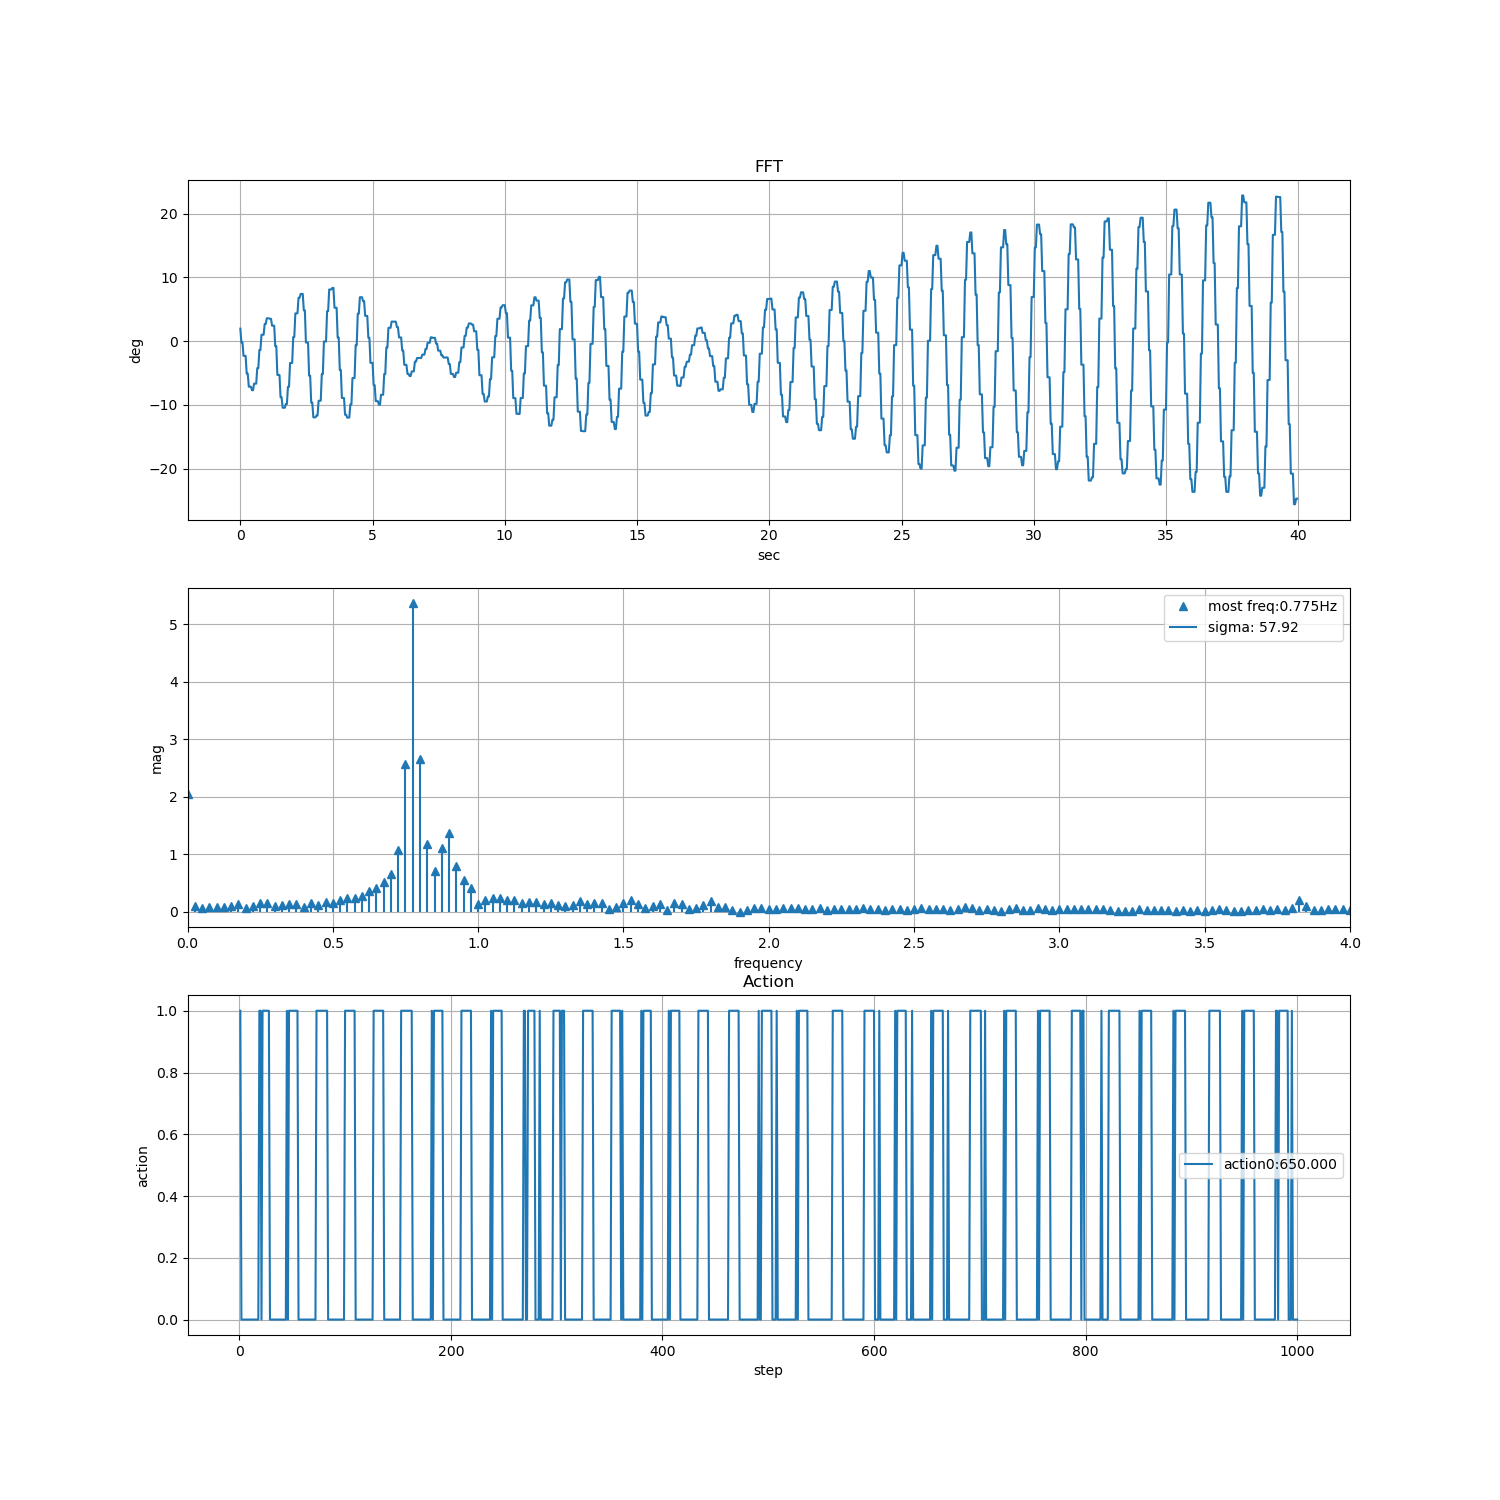 FFT
20
10
0
−10
−20
deg
0 5 10 15 20 25 30 35 40
sec
most freq:0.775Hz
sigma: 57.92
5
4
3
2
1
0
mag
0.0 0.5 1.0 1.5 2.0 2.5 3.0 3.5 4.0
frequency
Action
1.0
0.8
0.6
0.4
0.2
0.0
action
action0:650.000
0 200 400 600 800 1000
step